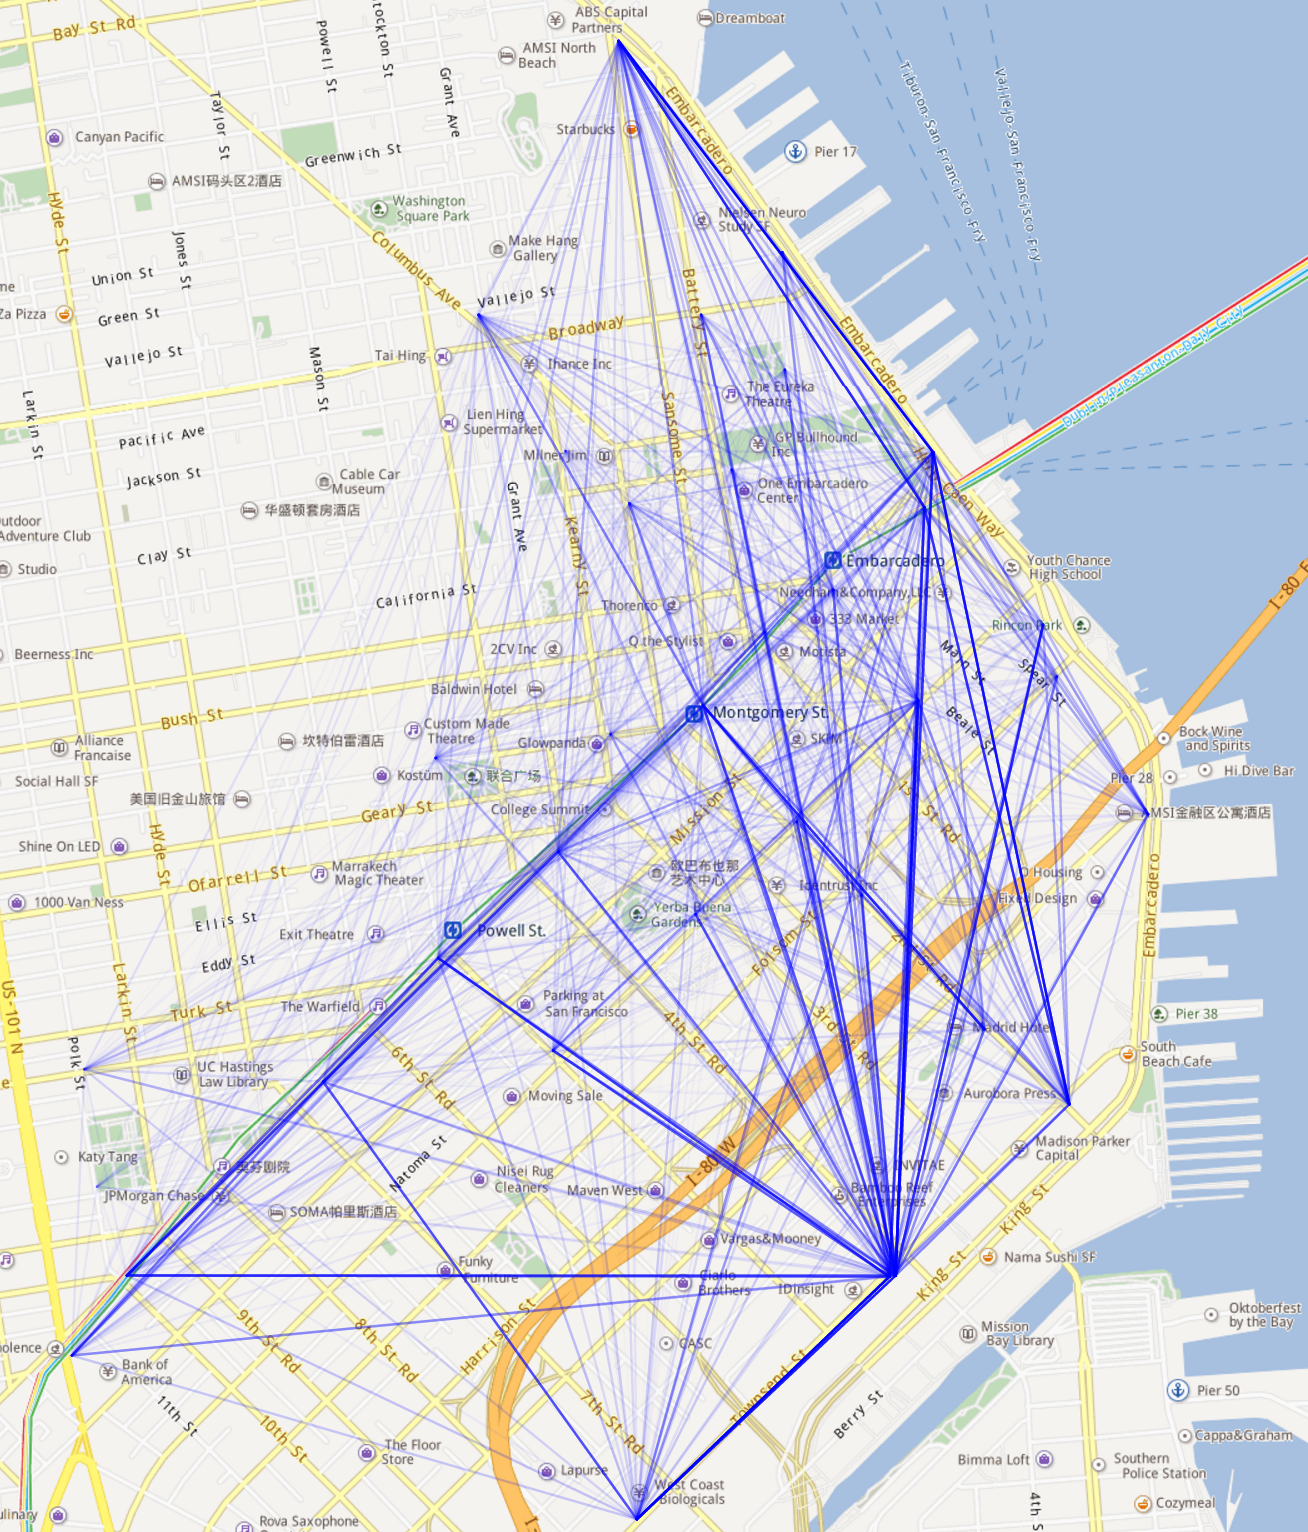 Bay St Rd
Powell St
Stockton St
ABS Capital
Partners
Dreamboat
AMSI North
Beach
Grant Ave
Taylor St
Canyan Pacific
Starbucks
Embarcadero
Pier 17
Tiburon-San Francisco Fry
Vallejo-San Francisco Fry
Greenwich St
AMSI码头区2酒店
Washington
Square Park
Hyde St
Jones St
Nielsen Neuro
Study SF
Make Hang
Gallery
Columbus Ave
Union St
Vallejo St
Battery St
Za Pizza
Green St
Broadway
Embarcadero
Vallejo St
Tai Hing
Ihance Inc
Mason St
The Eureka
Theatre
Dublin/Pleasanton-Daly City
Larkin St
Sansome St
Lien Hing
Supermarket
Pacific Ave
GP Bullhound
Inc
Milner Jim
Jackson St
Cable Car
Museum
Grant Ave
One Embarcadero
Center
Caen Way
华盛顿套房酒店
Outdoor
Adventure Club
Kearny St
Clay St
Studio
Embarcadero
Youth Chance
High School
I-80 E
California St
Thorenco
Needham&Company,LLC
333 Market
Rincon Park
Beerness Inc
2CV Inc
Q the Stylist
Motista
Main St
Spear St
Baldwin Hotel
Bush St
Montgomery St.
Beale St
Custom Made
Theatre
Alliance
Francaise
坎特伯雷酒店
Glowpanda
SKIM
Bock Wine
and Spirits
Social Hall SF
Kostüm
联合广场
Pier 28
Hi Dive Bar
美国旧金山旅馆
Geary St
College Summit
Mission St
1st St Rd
AMSI金融区公寓酒店
Shine On LED
Hyde St
Ofarrell St
Marrakech
Magic Theater
欧巴布也那
艺术中心
Identrust Inc
D Housing
Fixed Design
1000 Van Ness
Ellis St
Yerba Buena
Gardens
Embarcadero
Exit Theatre
Powell St.
Folsom St
2nd St Rd
Eddy St
Larkin St
US-101 N
Turk St
The Warfield
Parking at
San Francisco
3rd St Rd
Madrid Hotel
Pier 38
Polk St
4th St Rd
South
Beach Cafe
UC Hastings
Law Library
6th St Rd
Moving Sale
Aurobora Press
Katy Tang
Natoma St
Madison Parker
Capital
奥芬剧院
Nisei Rug
Cleaners
Maven West
I-80 W
INVITAE
JPMorgan Chase
Bamboo Reef
Enterprises
SOMA帕里斯酒店
King St
Vargas&Mooney
Funky
Furniture
King St
Nama Sushi SF
Ciarlo
Brothers
IDinsight
Harrison St
Oktoberfest
by the Bay
9th St Rd
8th St Rd
CASC
Mission
Bay Library
Bank of
America
Townsend St
Pier 50
11th St
7th St Rd
Berry St
10th St
Cappa&Graham
The Floor
Store
Bimma Loft
Southern
Police Station
Lapurse
West Coast
Biologicals
4th S
Cozymeal
Rova Saxophone